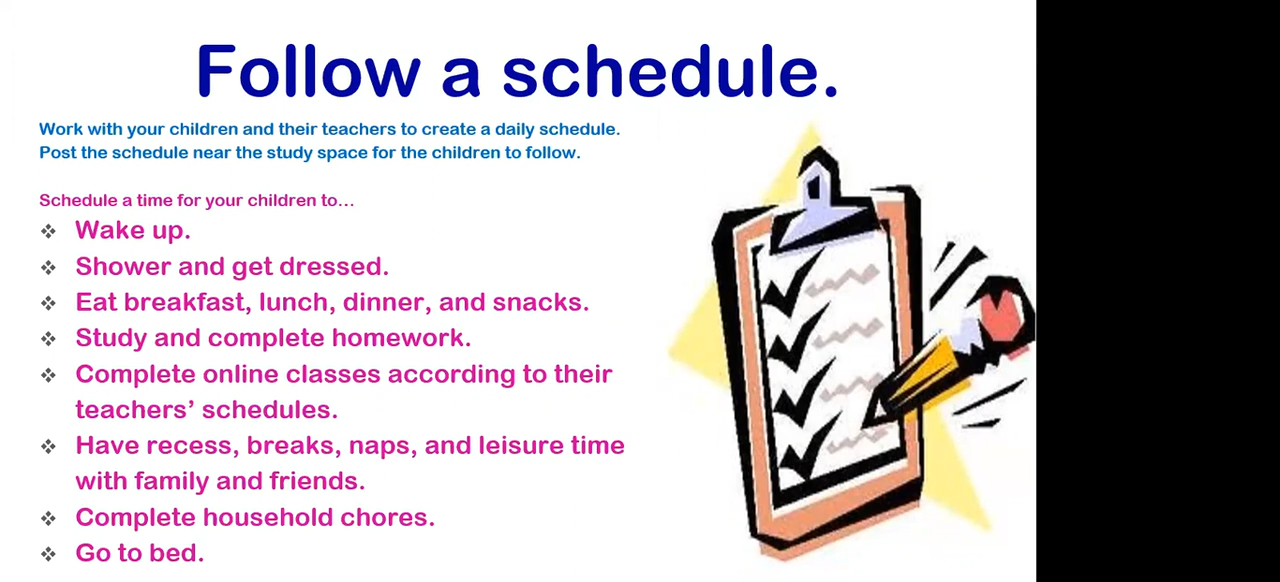 Follow a schedule.
Work with your children and their teachers to create a daily schedule.
Post the schedule near the study space for the children to follow.
Schedule a time for your children to…
❖ Wake up.
❖ Shower and get dressed.
❖ Eat breakfast, lunch, dinner, and snacks.
❖ Study and complete homework.
❖ Complete online classes according to their
teachers’ schedules.
❖ Have recess, breaks, naps, and leisure time
with family and friends.
❖ Complete household chores.
❖ Go to bed.